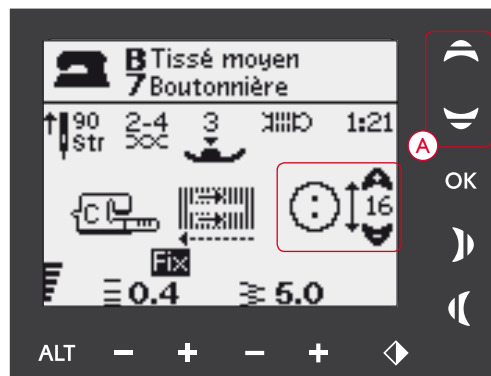 B Tissé moyen
7 Boutonnière
90 2-4 3 1:21
Str
A
OK
C 16
Fix
0.4 5.0
ALT - + - +